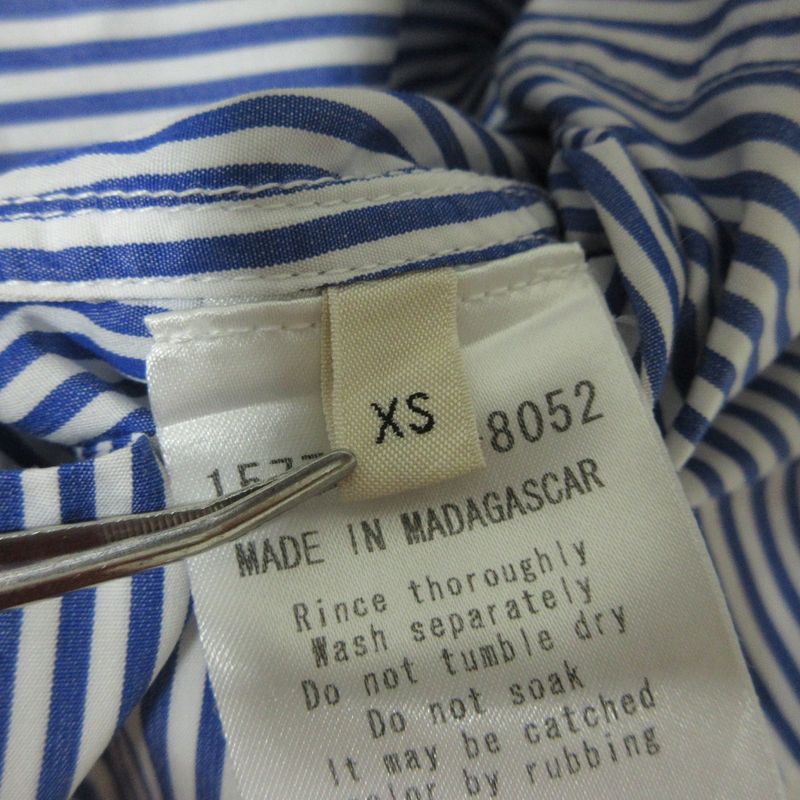 XS
-8052
MADE IN MADAGASCAR
Rince thoroughly
Wash separately
Do not tumble dry
Do not soak
It may be catched
color by rubbing